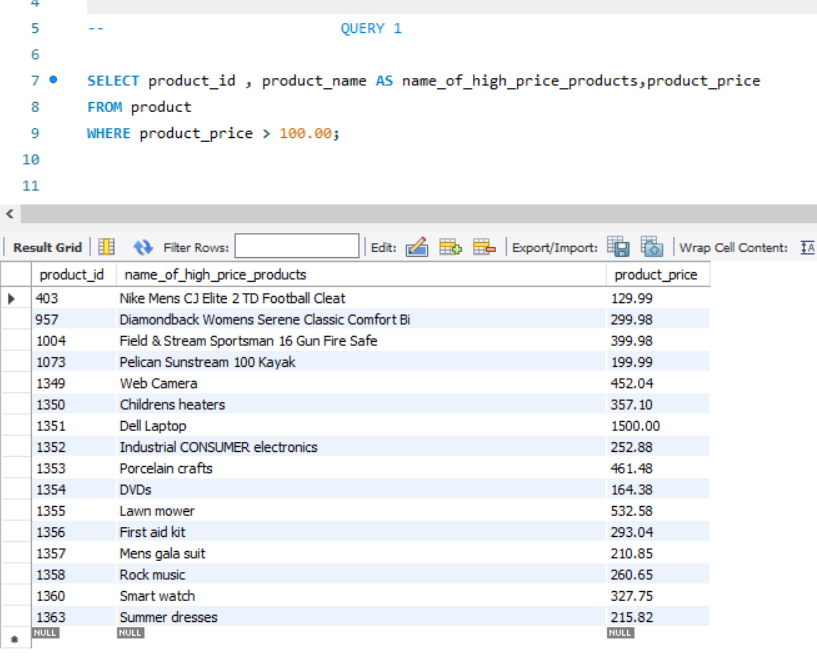 4
5 -- QUERY 1
6
7 SELECT product_id , product_name AS name_of_high_price_products,product_price
8 FROM product
9 WHERE product_price > 100.00;
10
11
Result Grid Filter Rows: Edit: Export/Import: Wrap Cell Content: IA
product_id name_of_high_price_products product_price
403 Nike Mens CJ Elite 2 TD Football Cleat 129.99
957 Diamondback Womens Serene Classic Comfort Bi 299.98
1004 Field & Stream Sportsman 16 Gun Fire Safe 399.98
1073 Pelican Sunstream 100 Kayak 199.99
1349 Web Camera 452.04
1350 Childrens heaters 357.10
1351 Dell Laptop 1500.00
1352 Industrial CONSUMER electronics 252.88
1353 Porcelain crafts 461.48
1354 DVDs 164.38
1355 Lawn mower 532.58
1356 First aid kit 293.04
1357 Mens gala suit 210.85
1358 Rock music 260.65
1360 Smart watch 327.75
1363 Summer dresses 215.82
NULL NULL NULL